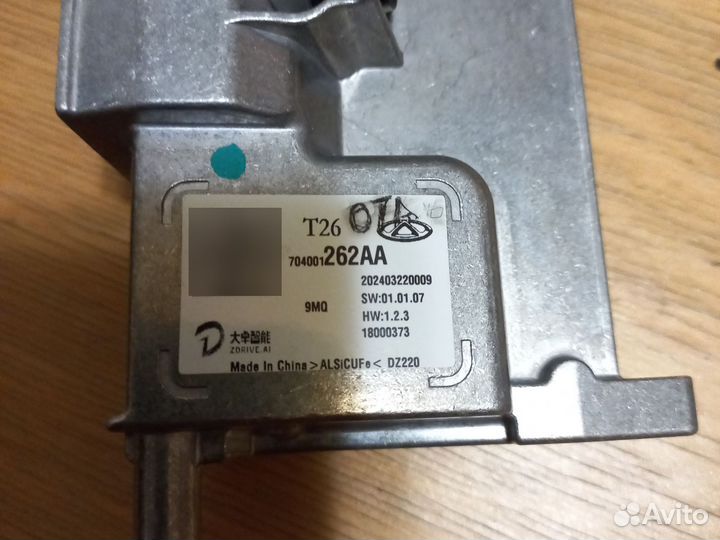 T26 OTA
704001262AA
202403220009
9MQ SW:01.01.07
HW:1.2.3
18000373
大卓智能
ZDRIVE.AI
Made In China >ALSiCUFe< DZ220
Avito